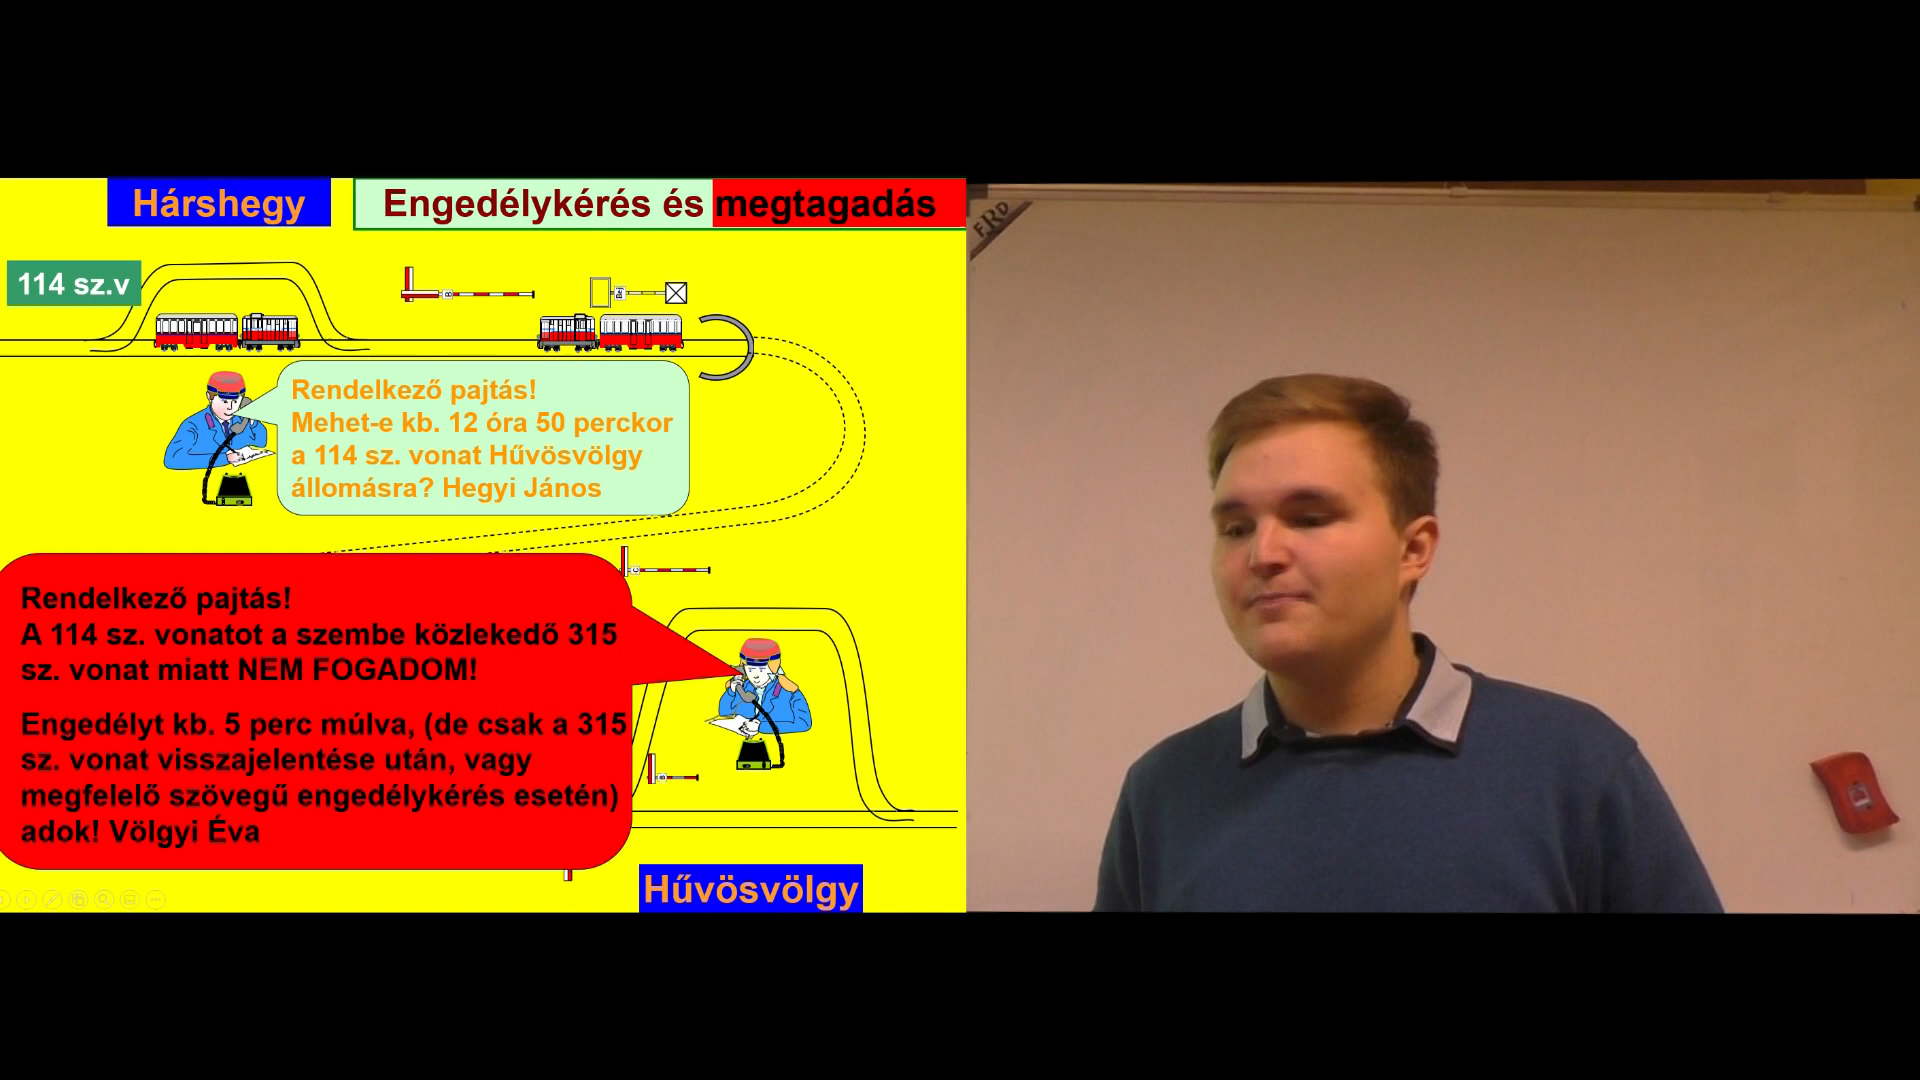 Hárshegy
Engedélykérés és megtagadás
114 sz.v
B
Bej
Rendelkező pajtás!
Mehet-e kb. 12 óra 50 perckor
a 114 sz. vonat Hűvösvölgy
állomásra? Hegyi János
C
Rendelkező pajtás!
A 114 sz. vonatot a szembe közlekedő 315
sz. vonat miatt NEM FOGADOM!
Engedélyt kb. 5 perc múlva, (de csak a 315
sz. vonat visszajelentése után, vagy
megfelelő szövegű engedélykérés esetén)
adok! Völgyi Éva
Hűvösvölgy
FRD